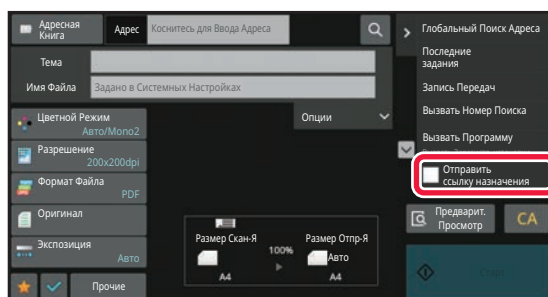 Адресная
Книга
Адрес
Коснитесь для Ввода Адреса
Тема
Имя Файла
Задано в Системных Настройках
Цветной Режим
Авто/Mono2
Опции
Разрешение
200x200dpi
Формат Файла
PDF
Оригинал
Экспозиция
Авто
Прочие
Размер Скан-Я
100%
Размер Отпр-Я
Авто
A4
A4
Глобальный Поиск Адреса
Последние
задания
Запись Передач
Вызвать Номер Поиска
Вызвать Программу
Отправить
ссылку назначения
Предварит.
Просмотр
CA